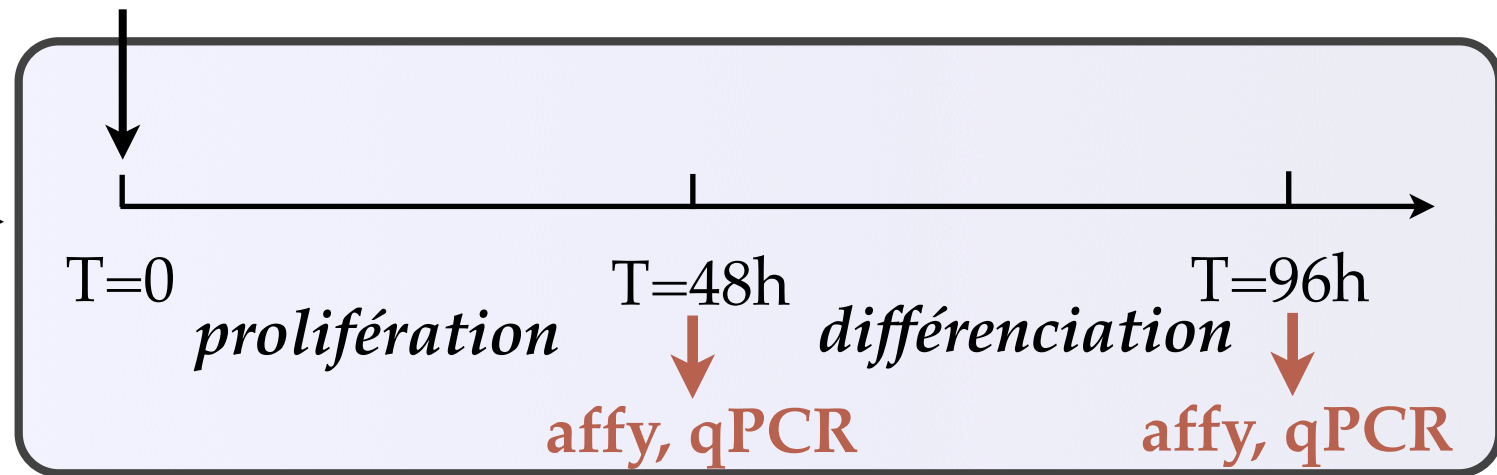 T=0
T=48h
T=96h
prolifération
différenciation
affy, qPCR
affy, qPCR